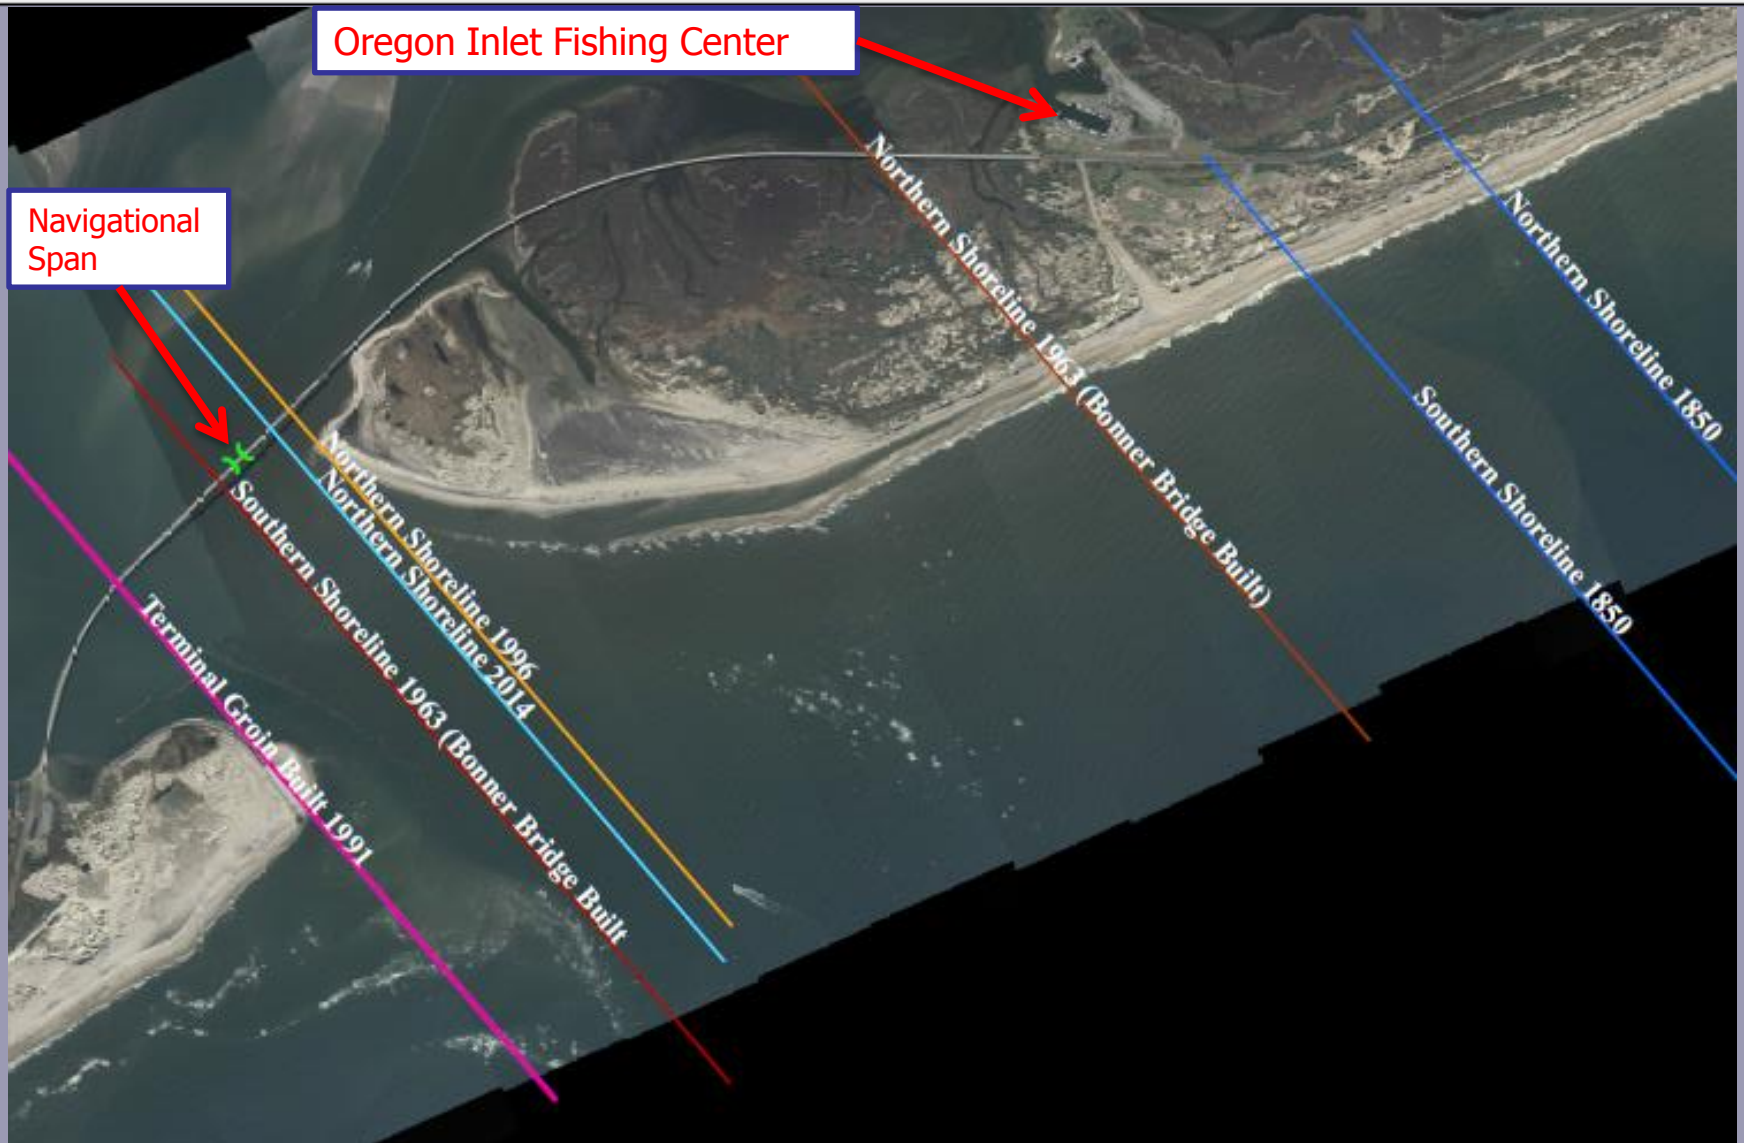 Oregon Inlet Fishing Center
Navigational
Span
Northern Shoreline 1850
Southern Shoreline 1850
Northern Shoreline 1963 (Bonner Bridge Built)
Northern Shoreline 1996
Northern Shoreline 2014
Southern Shoreline 1963 (Bonner Bridge Built
Terminal Groin Built 1991